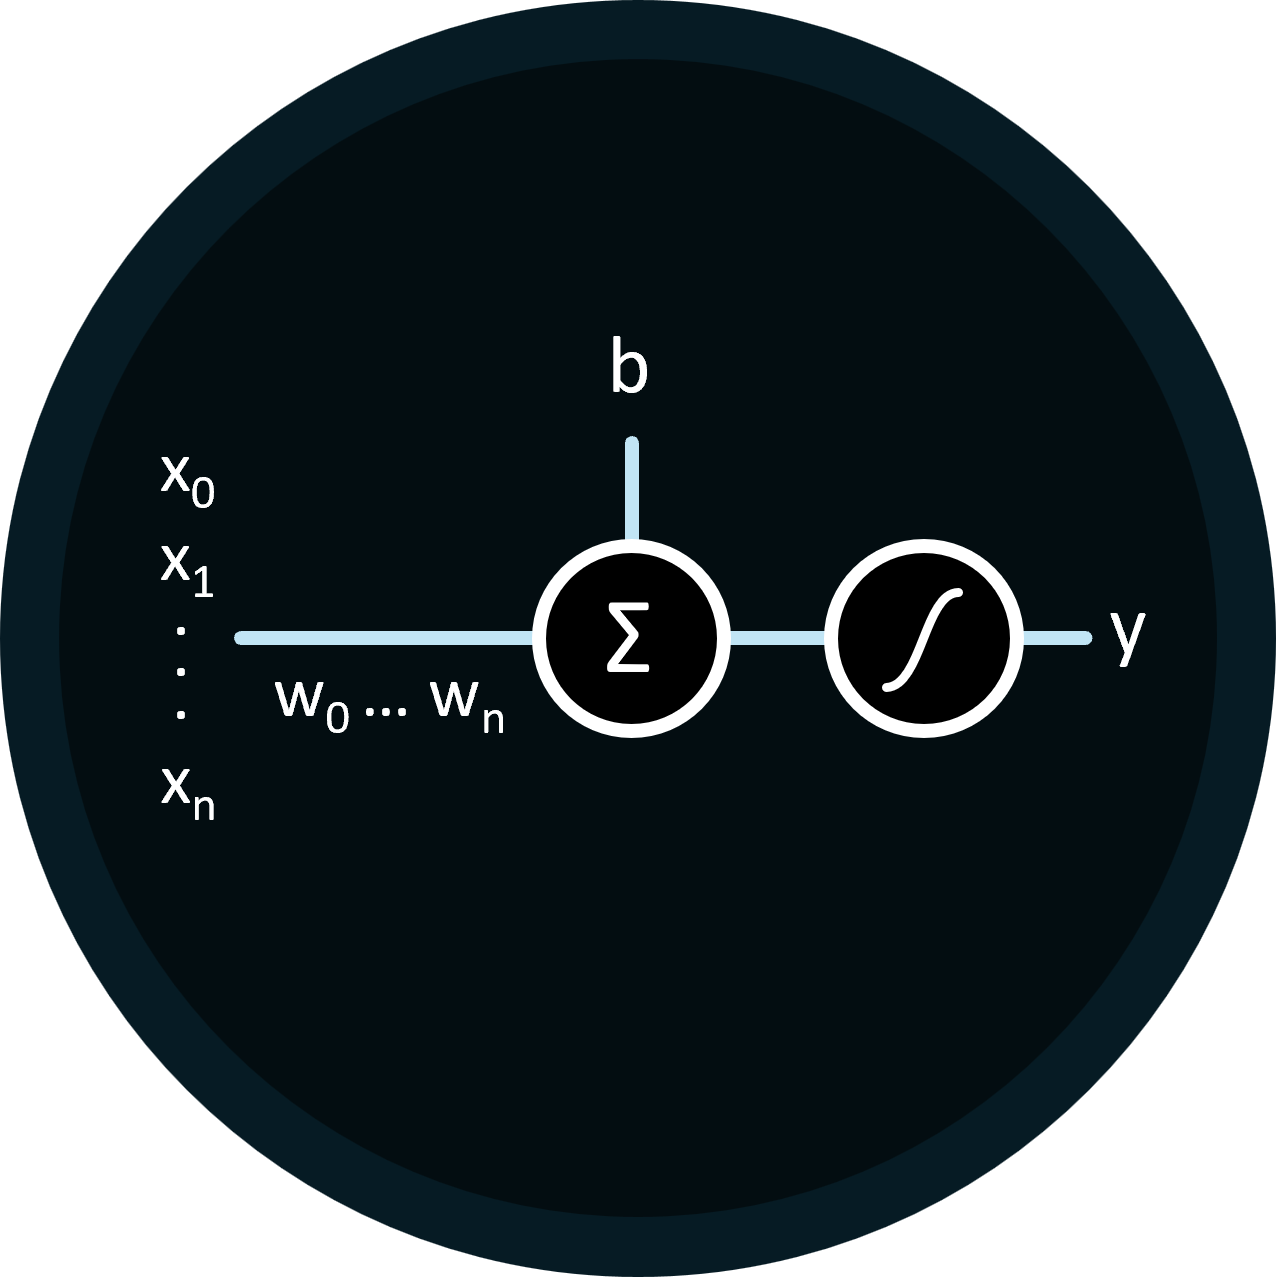 b
x₀
x₁
.
.
.
xₙ
w₀ ... wₙ
Σ
∫
y